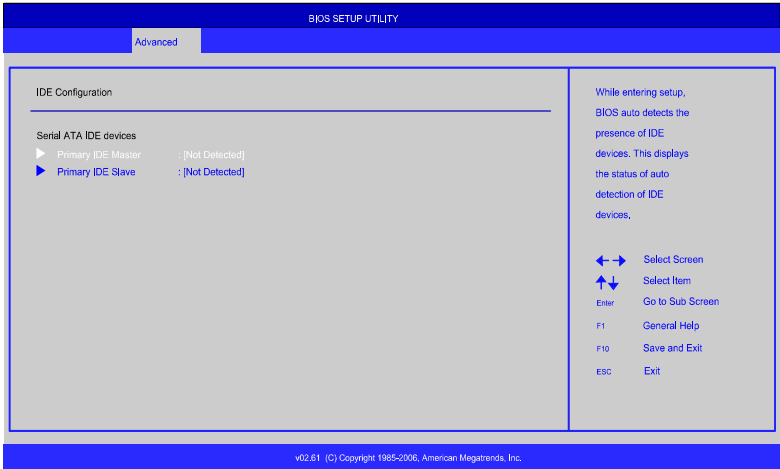 BIOS SETUP UTILITY
Advanced
IDE Configuration
Serial ATA IDE devices
Primary IDE Master : [Not Detected]
Primary IDE Slave : [Not Detected]
While entering setup,
BIOS auto detects the
presence of IDE
devices. This displays
the status of auto
detection of IDE
devices.
Select Screen
Select Item
Enter Go to Sub Screen
F1 General Help
F10 Save and Exit
ESC Exit
v02.61 (C) Copyright 1985-2006, American Megatrends, Inc.